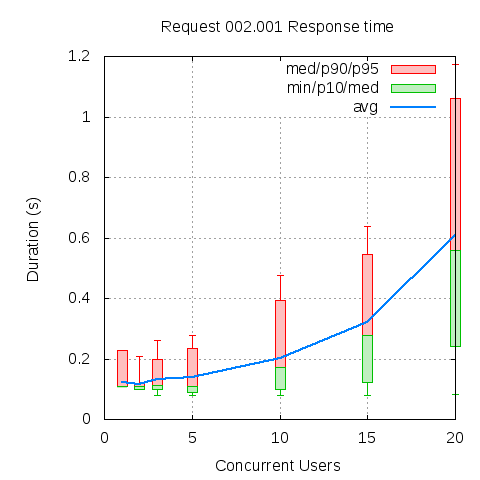 Request 002.001 Response time
med/p90/p95
min/p10/med
avg
Duration (s)
1.2
1
0.8
0.6
0.4
0.2
0
0
5
10
15
20
Concurrent Users